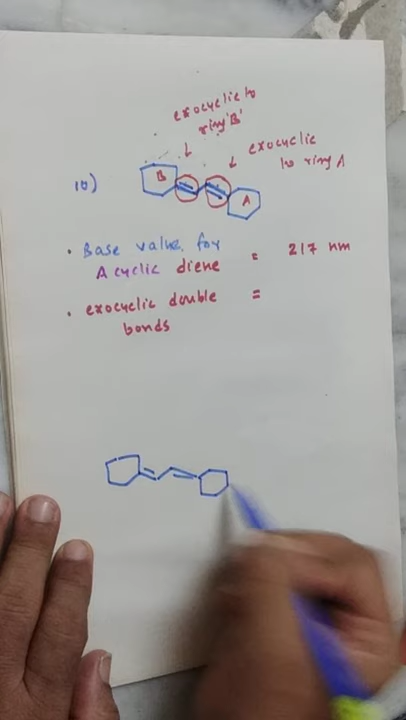 exocyclic to
ring 'B'
exocyclic
to ring A
10)
B
A
• Base value for
Acyclic diene = 217 nm
• exocyclic double =
bonds